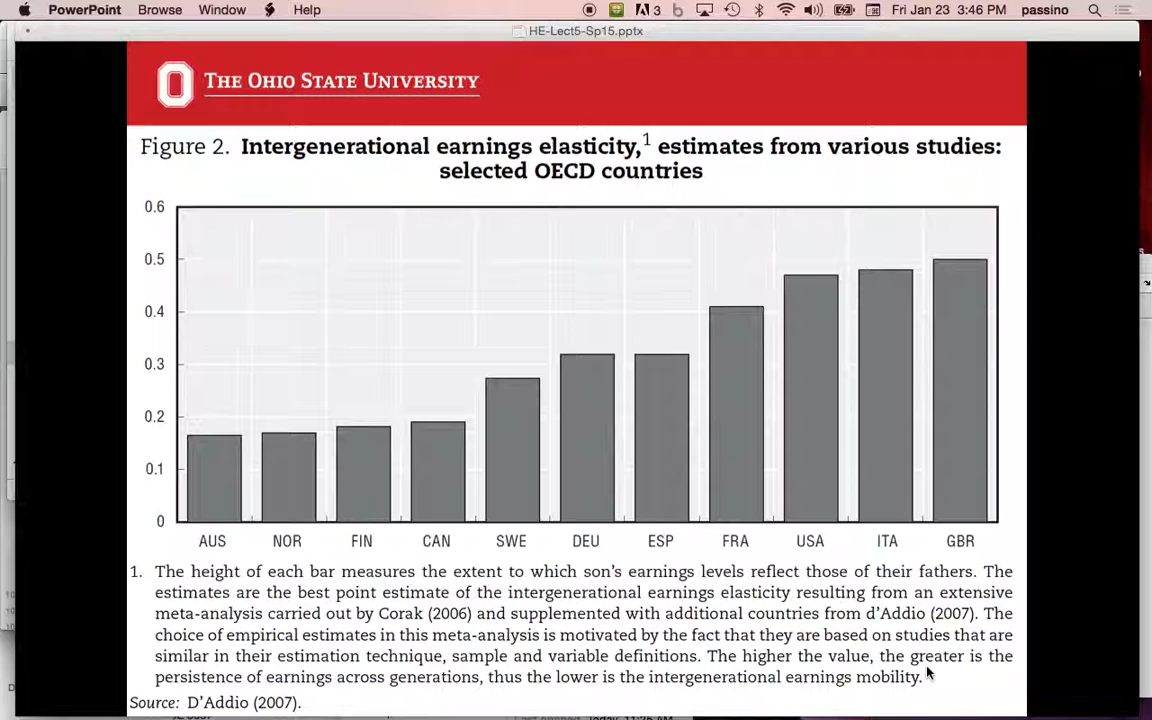 PowerPoint Browse Window Help 3 Fri Jan 23 3:46 PM passino
HE-Lect5-Sp15.pptx
THE OHIO STATE UNIVERSITY
Figure 2. Intergenerational earnings elasticity,1 estimates from various studies:
selected OECD countries
0.6
0.5
0.4
0.3
0.2
0.1
0
AUS NOR FIN CAN SWE DEU ESP FRA USA ITA GBR
1. The height of each bar measures the extent to which son's earnings levels reflect those of their fathers. The
estimates are the best point estimate of the intergenerational earnings elasticity resulting from an extensive
meta-analysis carried out by Corak (2006) and supplemented with additional countries from d'Addio (2007). The
choice of empirical estimates in this meta-analysis is motivated by the fact that they are based on studies that are
similar in their estimation technique, sample and variable definitions. The higher the value, the greater is the
persistence of earnings across generations, thus the lower is the intergenerational earnings mobility.
Source: D'Addio (2007).